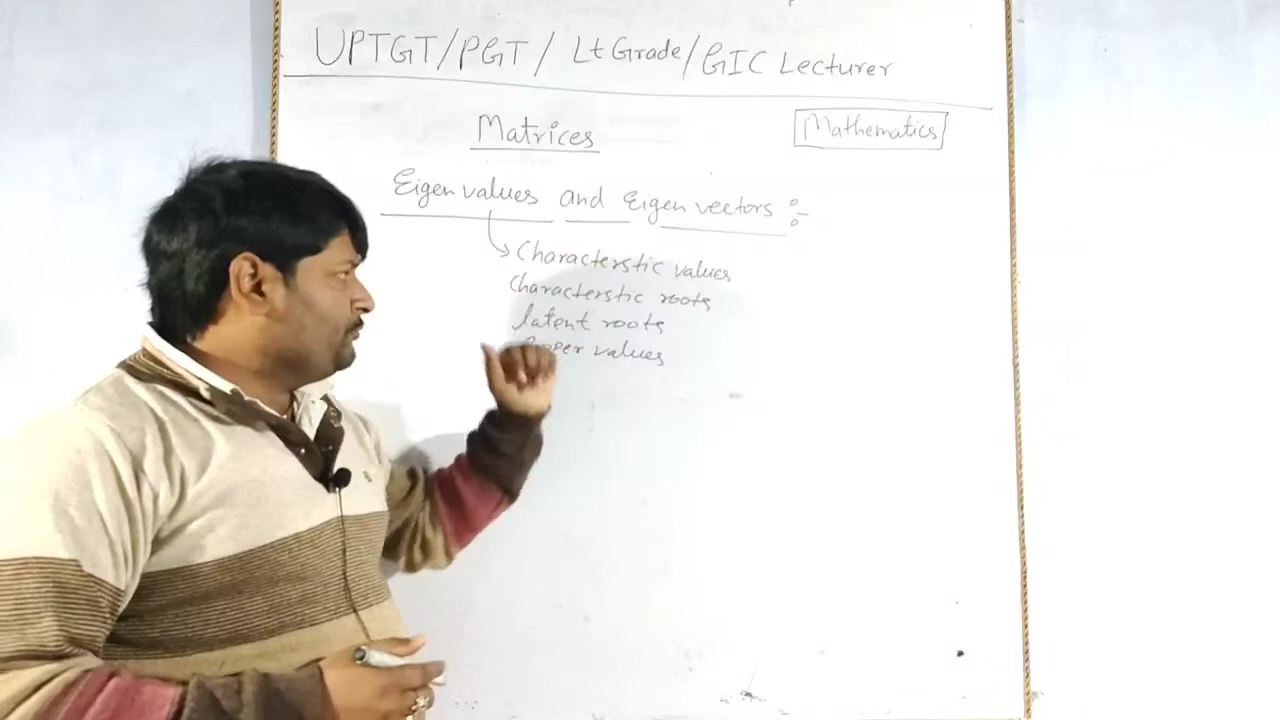 UPTGT/PGT/ Lt Grade/GIC Lecturer
Matrices
Mathematics
Eigen values and Eigen vectors :-
Characterstic values
Characterstic roots
latent roots
values